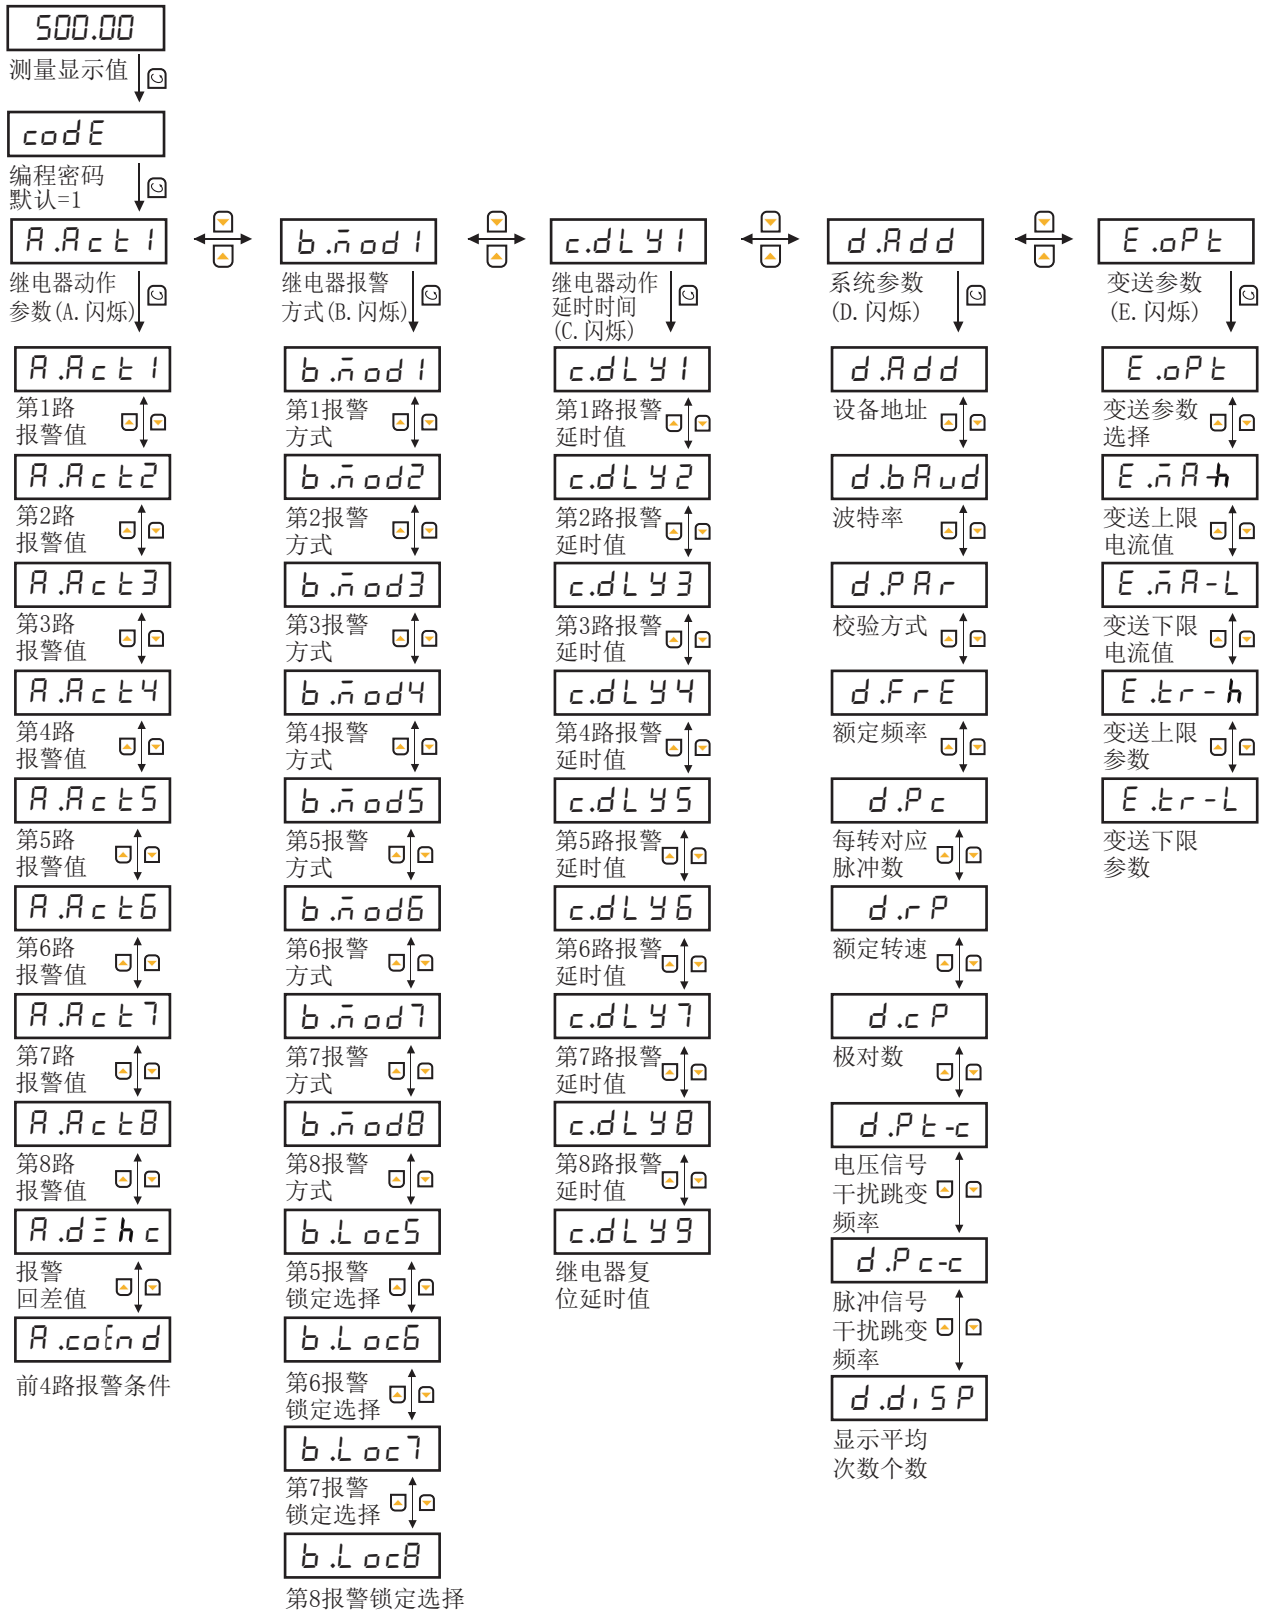 500.00
测量显示值
C
codE
编程密码
默认=1
C
A.Act1
继电器动作
参数(A.闪烁)
C
A.Act1
第1路
报警值
A.Act2
第2路
报警值
A.Act3
第3路
报警值
A.Act4
第4路
报警值
A.Act5
第5路
报警值
A.Act6
第6路
报警值
A.Act7
第7路
报警值
A.Act8
第8路
报警值
报警
回差值
前4路报警条件
b.mod1
继电器报警
方式(B.闪烁)
C
b.mod1
第1报警
方式
b.mod2
第2报警
方式
b.mod3
第3报警
方式
b.mod4
第4报警
方式
b.mod5
第5报警
方式
b.mod6
第6报警
方式
b.mod7
第7报警
方式
b.mod8
第8报警
方式
b.Loc5
第5报警
锁定选择
b.Loc6
第6报警
锁定选择
b.Loc7
第7报警
锁定选择
b.Loc8
第8报警锁定选择
c.dLY1
继电器动作
延时时间
(C.闪烁)
C
c.dLY1
第1路报警
延时值
c.dLY2
第2路报警
延时值
c.dLY3
第3路报警
延时值
c.dLY4
第4路报警
延时值
c.dLY5
第5路报警
延时值
c.dLY6
第6路报警
延时值
c.dLY7
第7路报警
延时值
c.dLY8
第8路报警
延时值
c.dLY9
继电器复
位延时值
d.Add
系统参数
(D.闪烁)
C
d.Add
设备地址
d.bAud
波特率
d.PAr
校验方式
d.FrE
额定频率
d.Pc
每转对应
脉冲数
d.rP
额定转速
d.cP
极对数
d.Pt-c
电压信号
干扰跳变
频率
d.Pc-c
脉冲信号
干扰跳变
频率
d.diSP
显示平均
次数个数
E.oPt
变送参数
(E.闪烁)
C
E.oPt
变送参数
选择
E.mA-h
变送上限
电流值
E.mA-L
变送下限
电流值
E.tr-h
变送上限
参数
E.tr-L
变送下限
参数